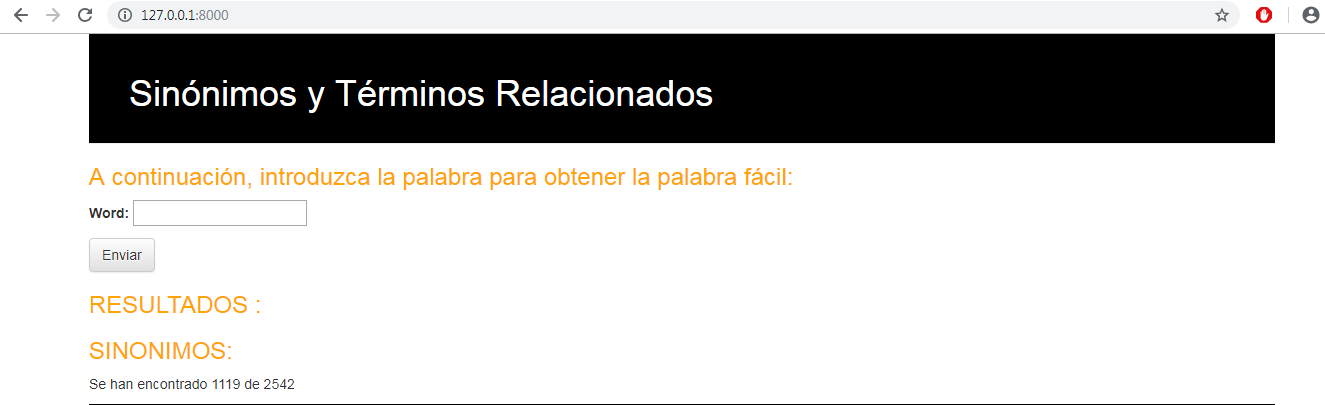 127.0.0.1:8000
Sinónimos y Términos Relacionados
A continuación, introduzca la palabra para obtener la palabra fácil:
Word:
Enviar
RESULTADOS :
SINONIMOS:
Se han encontrado 1119 de 2542